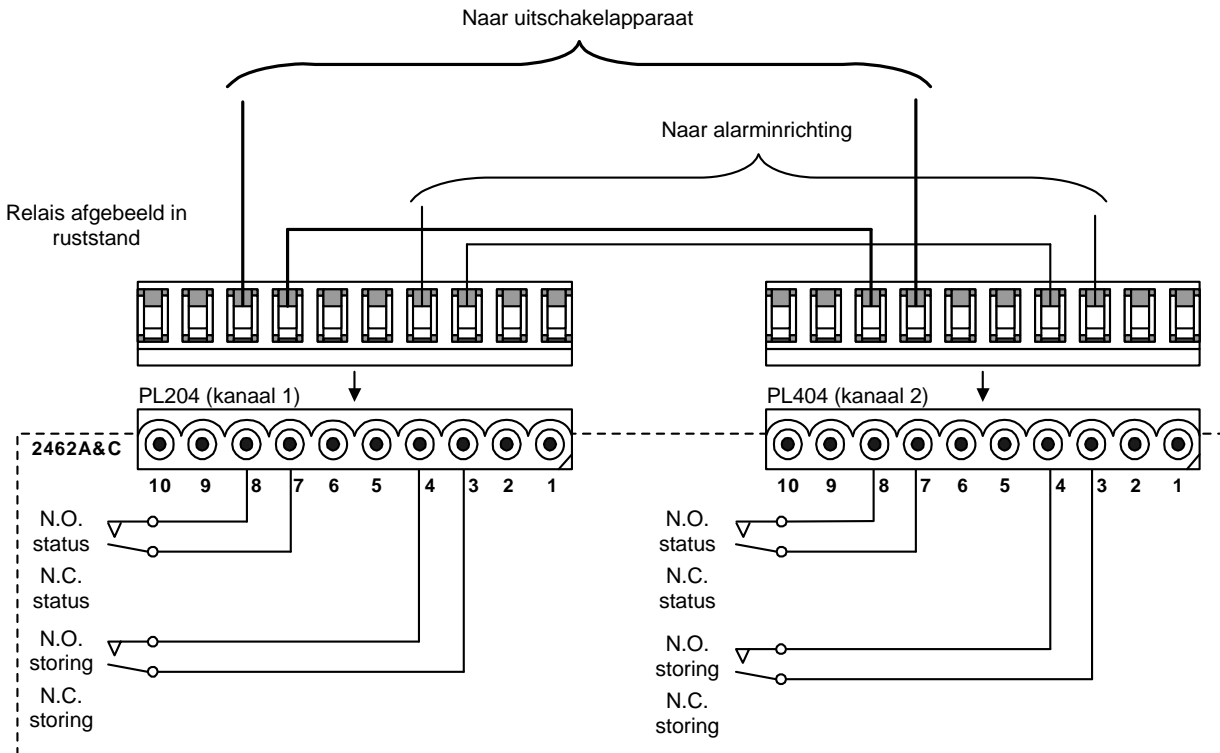 Naar uitschakelapparaat
Naar alarminrichting
Relais afgebeeld in
ruststand
PL204 (kanaal 1)
PL404 (kanaal 2)
2462A&C
10 9 8 7 6 5 4 3 2 1
10 9 8 7 6 5 4 3 2 1
N.O.
status
N.C.
status
N.O.
storing
N.C.
storing
N.O.
status
N.C.
status
N.O.
storing
N.C.
storing